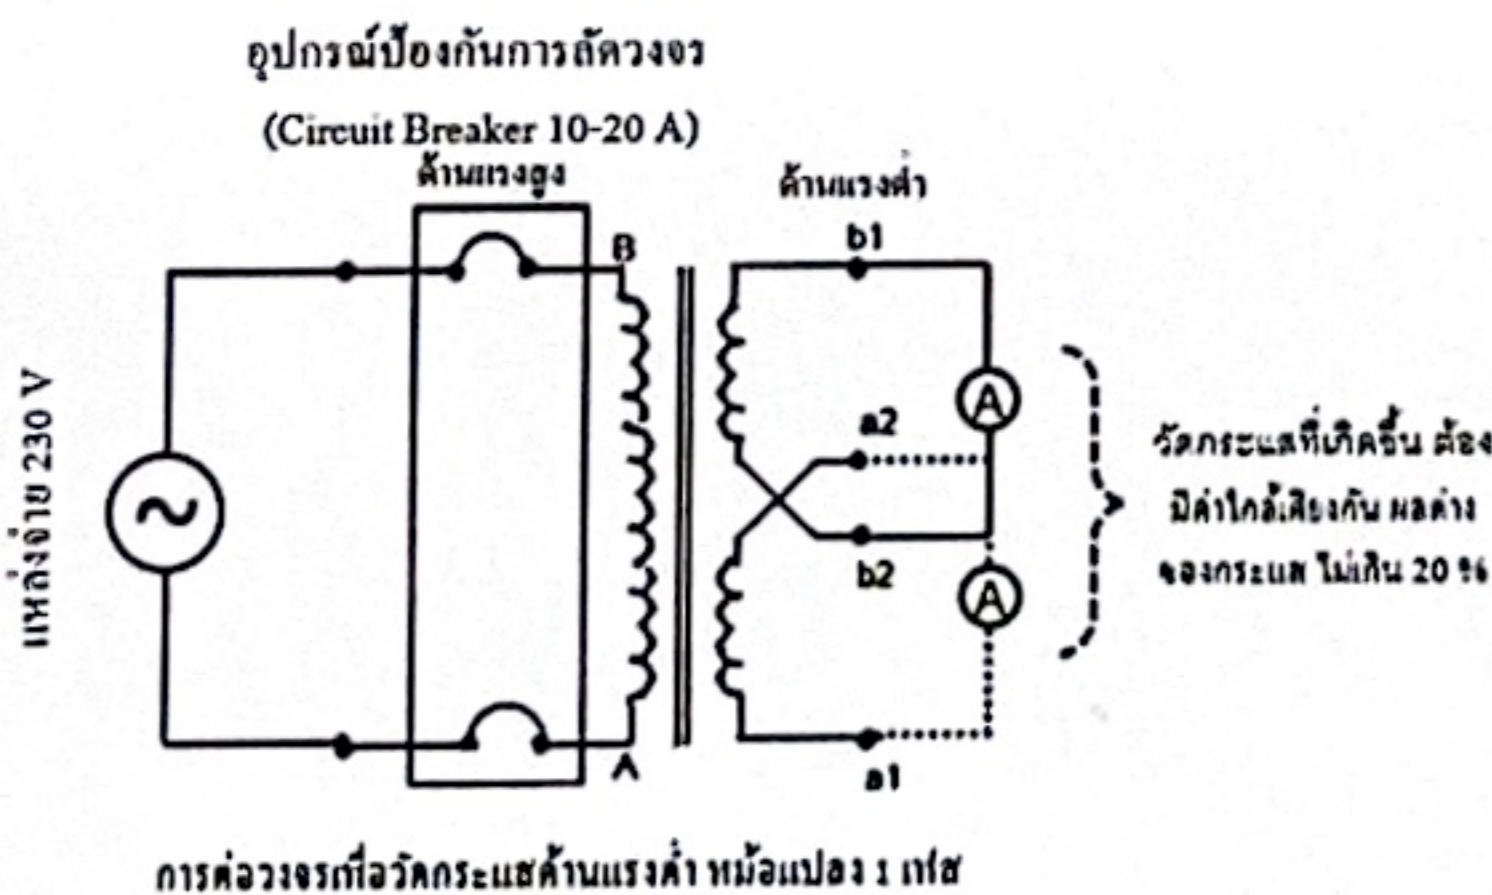 อุปกรณ์ป้องกันการลัดวงจร
(Circuit Breaker 10-20 A)
ด้านแรงสูง
ด้านแรงต่ำ
B
b1
A
a2
แหล่งจ่าย 230 V
วัดกระแสที่เกิดขึ้น ต้อง
มีค่าใกล้เคียงกัน ผลต่าง
ของกระแส ไม่เกิน 20 %
b2
A
A
a1
การต่อวงจรเพื่อวัดกระแสด้านแรงต่ำ หม้อแปลง 1 เฟส